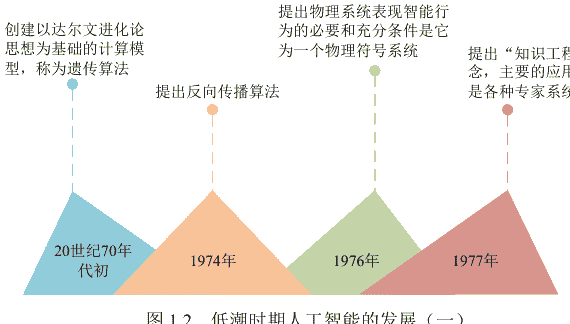 创建以达尔文进化论
思想为基础的计算模
型，称为遗传算法
提出反向传播算法
提出物理系统表现智能行
为的必要和充分条件是它
为一个物理符号系统
提出“知识工程
念，主要的应用
是各种专家系统
20世纪70年
代初
1974年
1976年
1977年
图 1.2 低潮时期人工智能的发展（一）